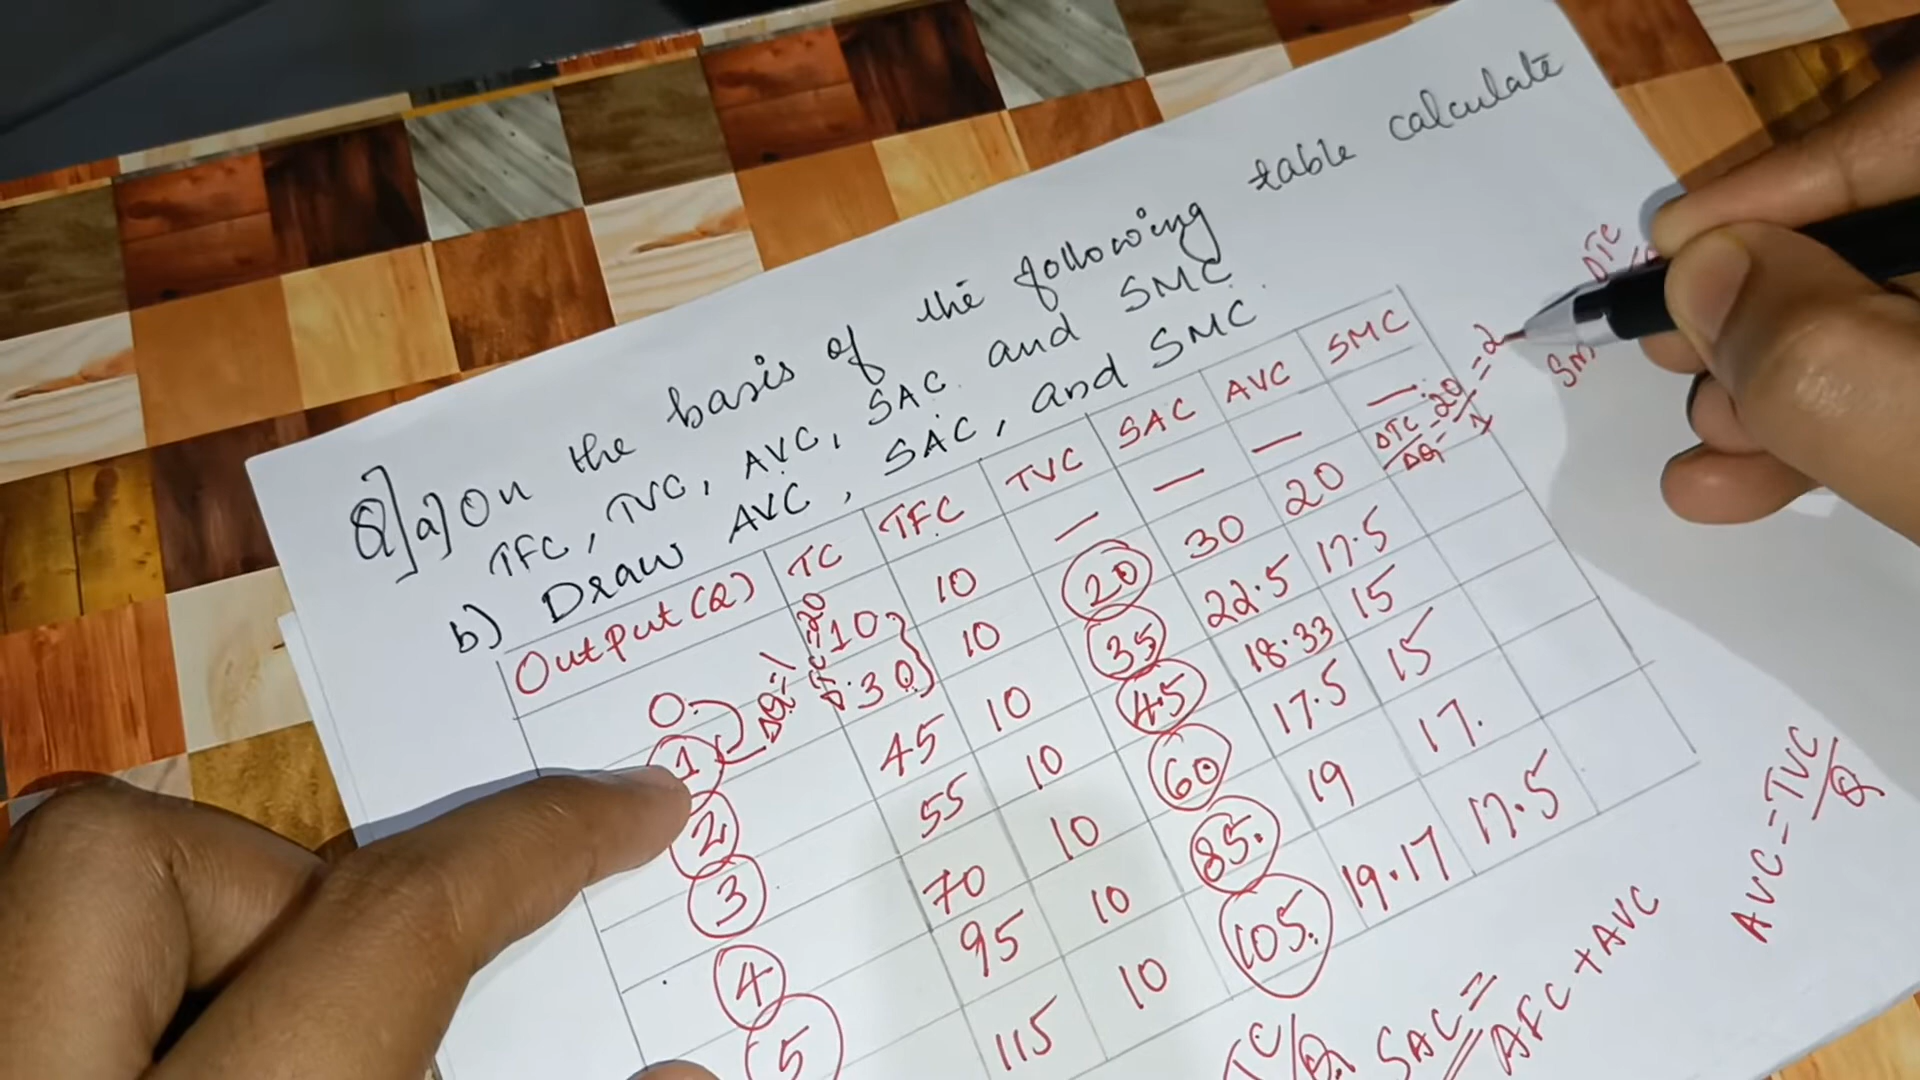 Q]a] On the basis of the following table calculate
TFC, TVC, AVC, SAC and SMC
b) Draw AVC, SAC, and SMC.
Output(Q) TC TFC TVC SAC AVC SMC
0 10 10 — — — —
1 30 10 20 30 20 ΔTC/ΔQ = 20/1 = 2
2 45 10 35 22.5 17.5
3 55 10 45 18.33 15
4 70 10 60 17.5 15
5 95 10 85. 19 17.
115 10 105. 19.17 17.5
ΔQ=1
ΔTC=20
ΔTC
AVC = TVC/Q
TC/Q
SAC =
AFC + AVC